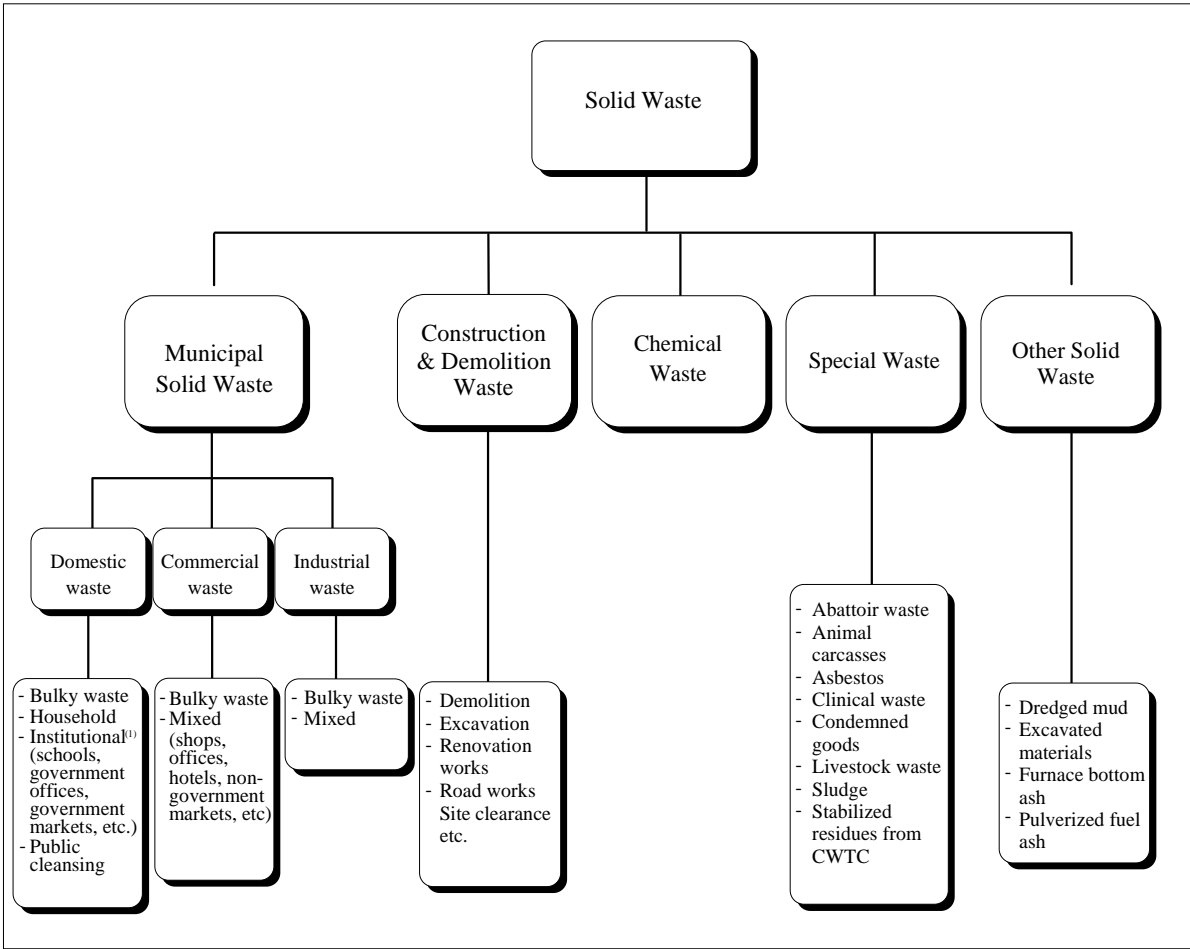 Solid Waste
Municipal
Solid Waste
Construction
& Demolition
Waste
Chemical
Waste
Special Waste
Other Solid
Waste
Domestic
waste
Commercial
waste
Industrial
waste
- Bulky waste
- Household
- Institutional⁽¹⁾
(schools,
government
offices,
government
markets, etc.)
- Public
cleansing
- Bulky waste
- Mixed
(shops,
offices,
hotels, non-
government
markets, etc)
- Bulky waste
- Mixed
- Demolition
- Excavation
- Renovation
works
- Road works
Site clearance
etc.
- Abattoir waste
- Animal
carcasses
- Asbestos
- Clinical waste
- Condemned
goods
- Livestock waste
- Sludge
- Stabilized
residues from
CWTC
- Dredged mud
- Excavated
materials
- Furnace bottom
ash
- Pulverized fuel
ash